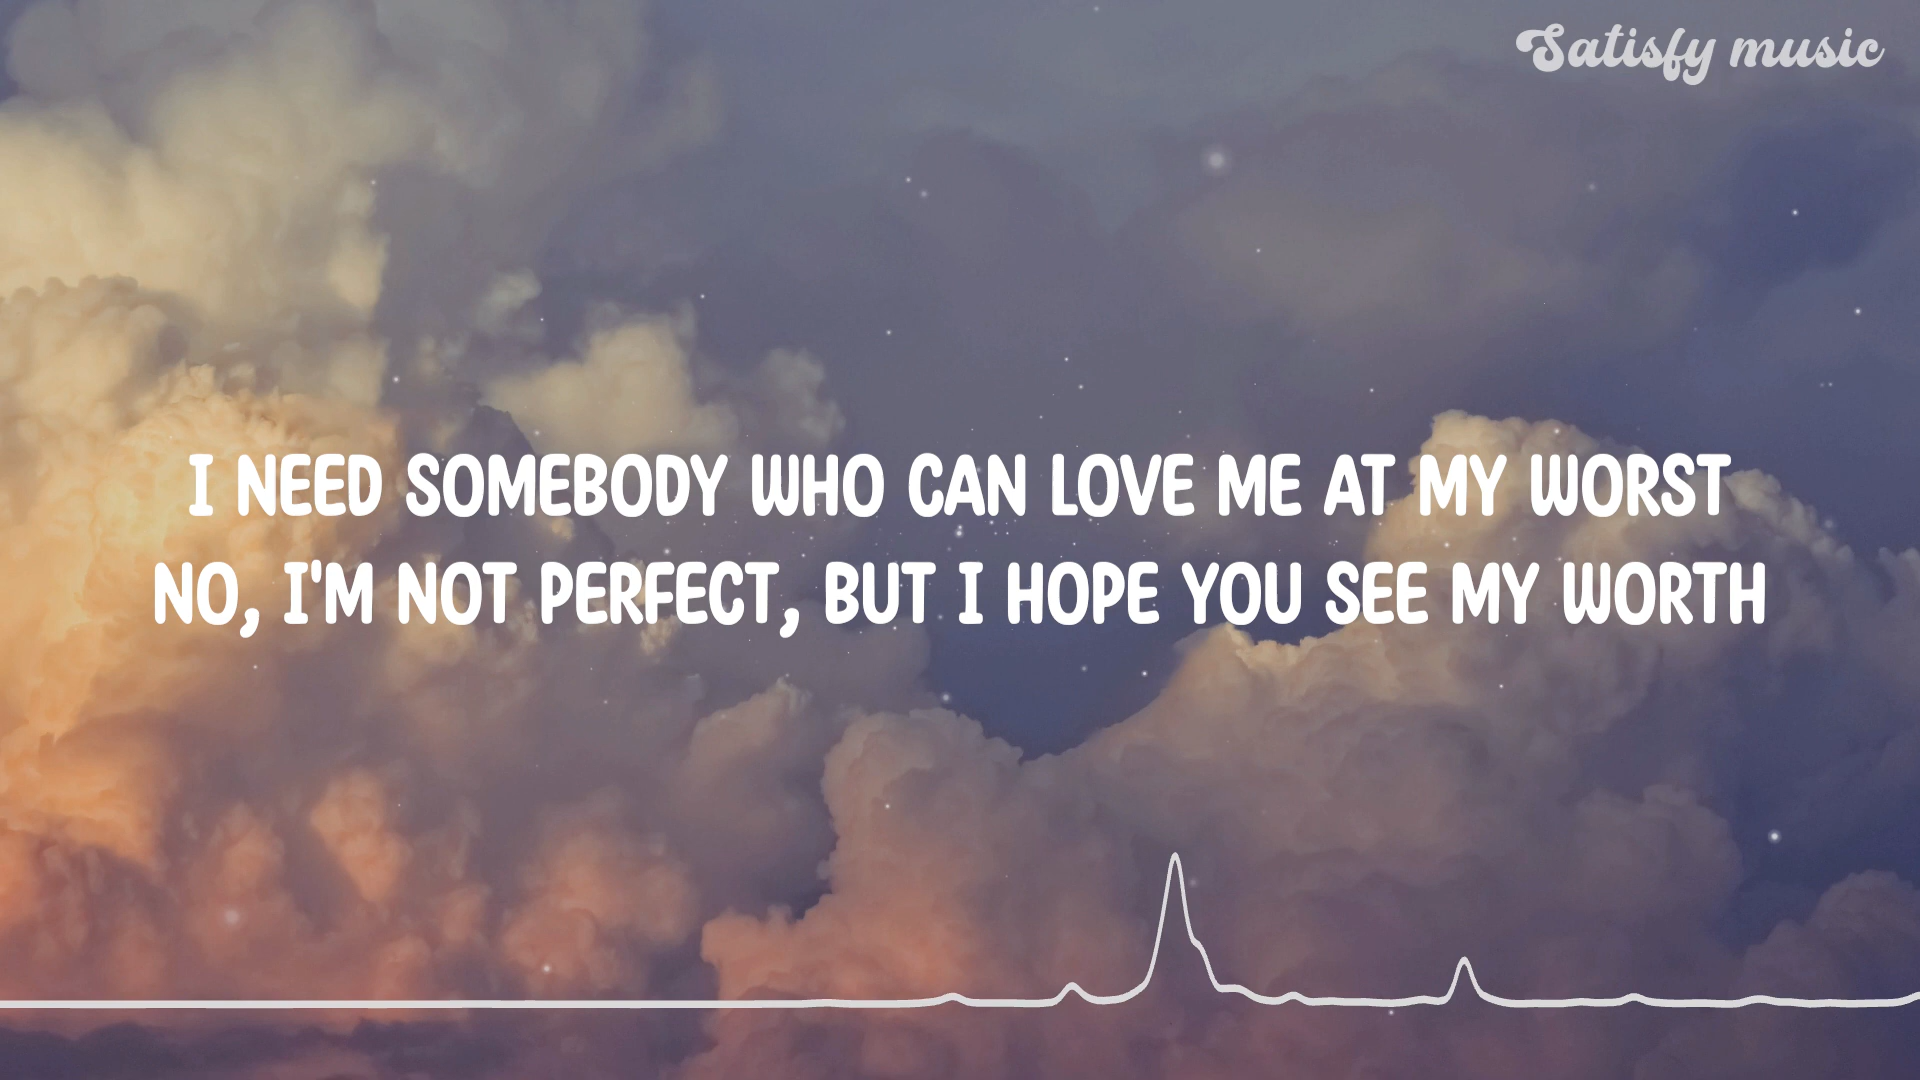 Satisfy music
I NEED SOMEBODY WHO CAN LOVE ME AT MY WORST
NO, I'M NOT PERFECT, BUT I HOPE YOU SEE MY WORTH